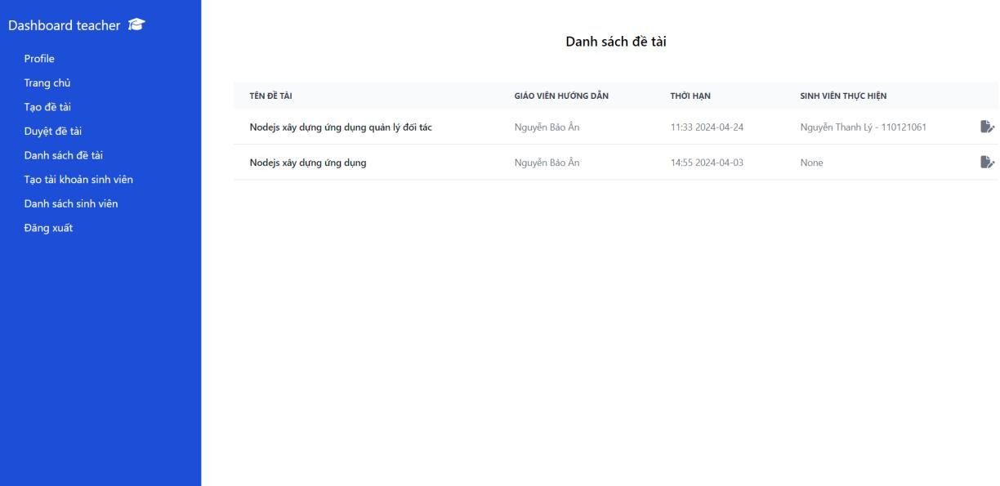 Dashboard teacher
Profile
Trang chủ
Tạo đề tài
Duyệt đề tài
Danh sách đề tài
Tạo tài khoản sinh viên
Danh sách sinh viên
Đăng xuất
Danh sách đề tài
TÊN ĐỀ TÀI GIÁO VIÊN HƯỚNG DẪN THỜI HẠN SINH VIÊN THỰC HIỆN
Nodejs xây dựng ứng dụng quản lý đối tác Nguyễn Bảo Ân 11:33 2024-04-24 Nguyễn Thanh Lý - 110121061
Nodejs xây dựng ứng dụng Nguyễn Bảo Ân 14:55 2024-04-03 None